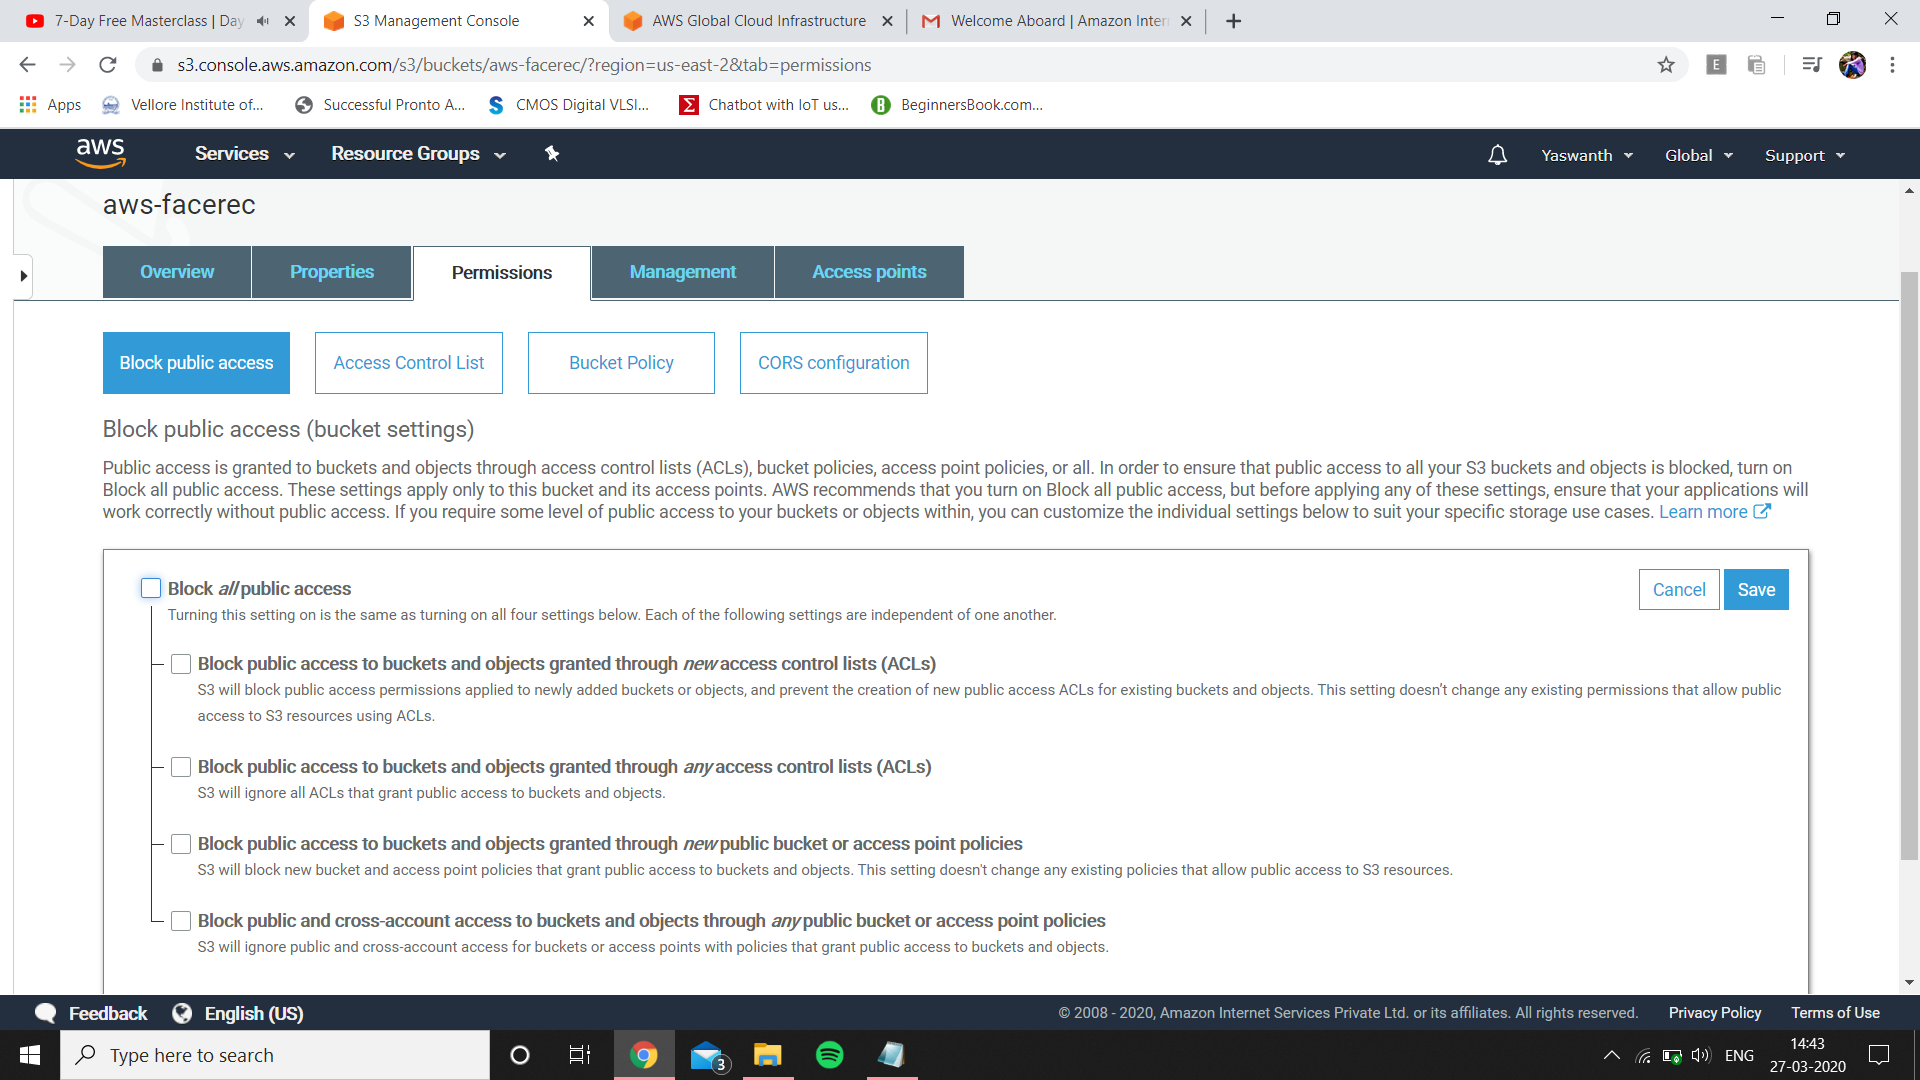 7-Day Free Masterclass | Day
S3 Management Console
AWS Global Cloud Infrastructure
Welcome Aboard | Amazon Inter
s3.console.aws.amazon.com/s3/buckets/aws-facerec/?region=us-east-2&tab=permissions
E
Apps
Vellore Institute of...
Successful Pronto A...
CMOS Digital VLSI...
Chatbot with IoT us...
BeginnersBook.com...
aws
Services
Resource Groups
Yaswanth
Global
Support
aws-facerec
Overview
Properties
Permissions
Management
Access points
Block public access
Access Control List
Bucket Policy
CORS configuration
Block public access (bucket settings)
Public access is granted to buckets and objects through access control lists (ACLs), bucket policies, access point policies, or all. In order to ensure that public access to all your S3 buckets and objects is blocked, turn on
Block all public access. These settings apply only to this bucket and its access points. AWS recommends that you turn on Block all public access, but before applying any of these settings, ensure that your applications will
work correctly without public access. If you require some level of public access to your buckets or objects within, you can customize the individual settings below to suit your specific storage use cases. Learn more
Block all public access
Cancel
Save
Turning this setting on is the same as turning on all four settings below. Each of the following settings are independent of one another.
Block public access to buckets and objects granted through new access control lists (ACLs)
S3 will block public access permissions applied to newly added buckets or objects, and prevent the creation of new public access ACLs for existing buckets and objects. This setting doesn't change any existing permissions that allow public
access to S3 resources using ACLs.
Block public access to buckets and objects granted through any access control lists (ACLs)
S3 will ignore all ACLs that grant public access to buckets and objects.
Block public access to buckets and objects granted through new public bucket or access point policies
S3 will block new bucket and access point policies that grant public access to buckets and objects. This setting doesn't change any existing policies that allow public access to S3 resources.
Block public and cross-account access to buckets and objects through any public bucket or access point policies
S3 will ignore public and cross-account access for buckets or access points with policies that grant public access to buckets and objects.
Feedback
English (US)
© 2008 - 2020, Amazon Internet Services Private Ltd. or its affiliates. All rights reserved.
Privacy Policy
Terms of Use
Type here to search
3
ENG
14:43
27-03-2020